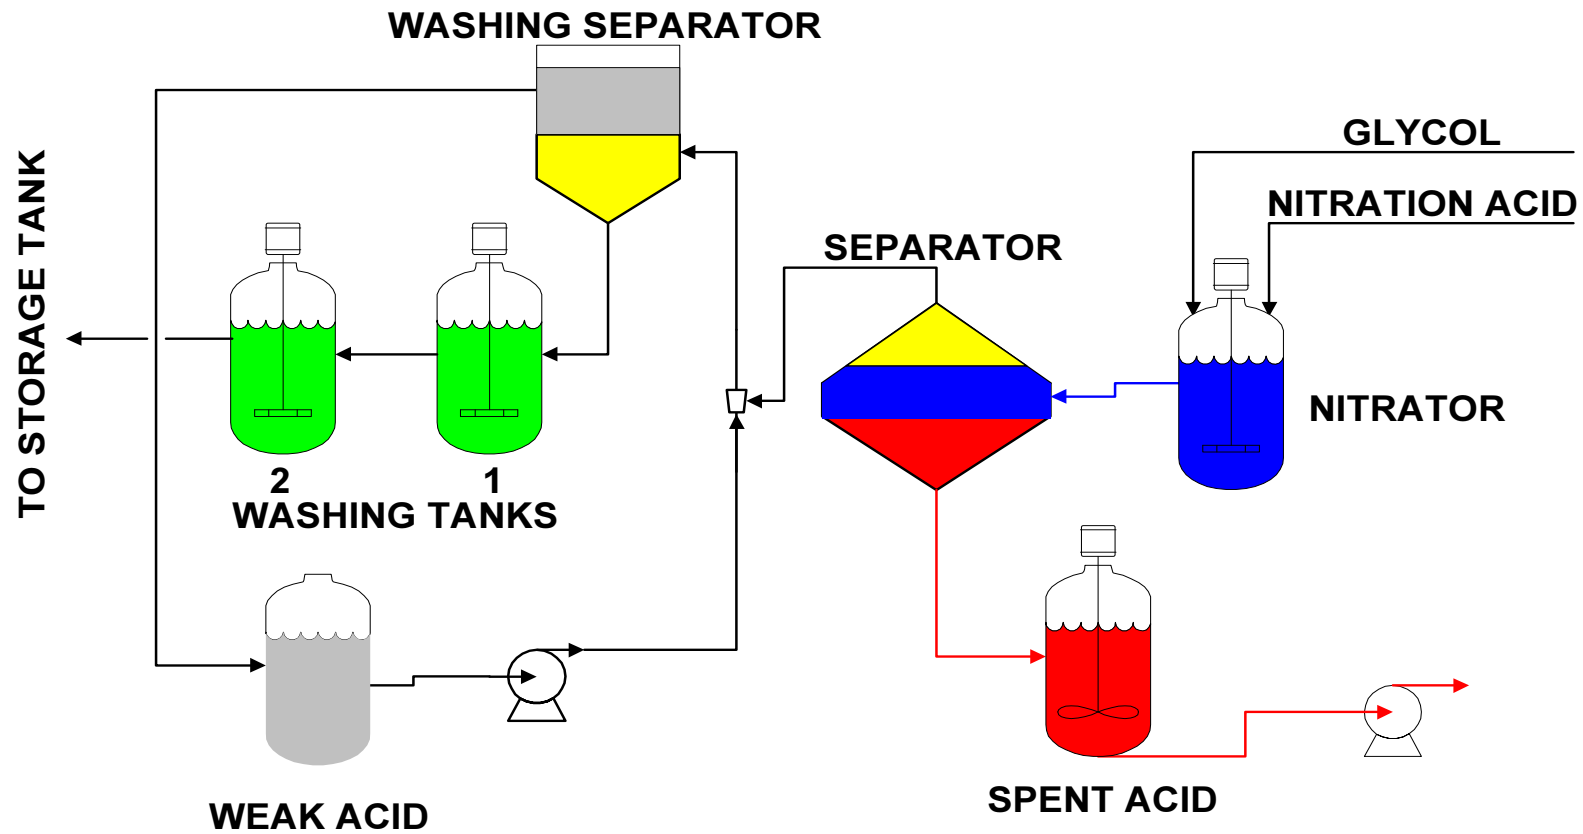 WASHING SEPARATOR
GLYCOL
NITRATION ACID
SEPARATOR
TO STORAGE TANK
NITRATOR
2
1
WASHING TANKS
SPENT ACID
WEAK ACID